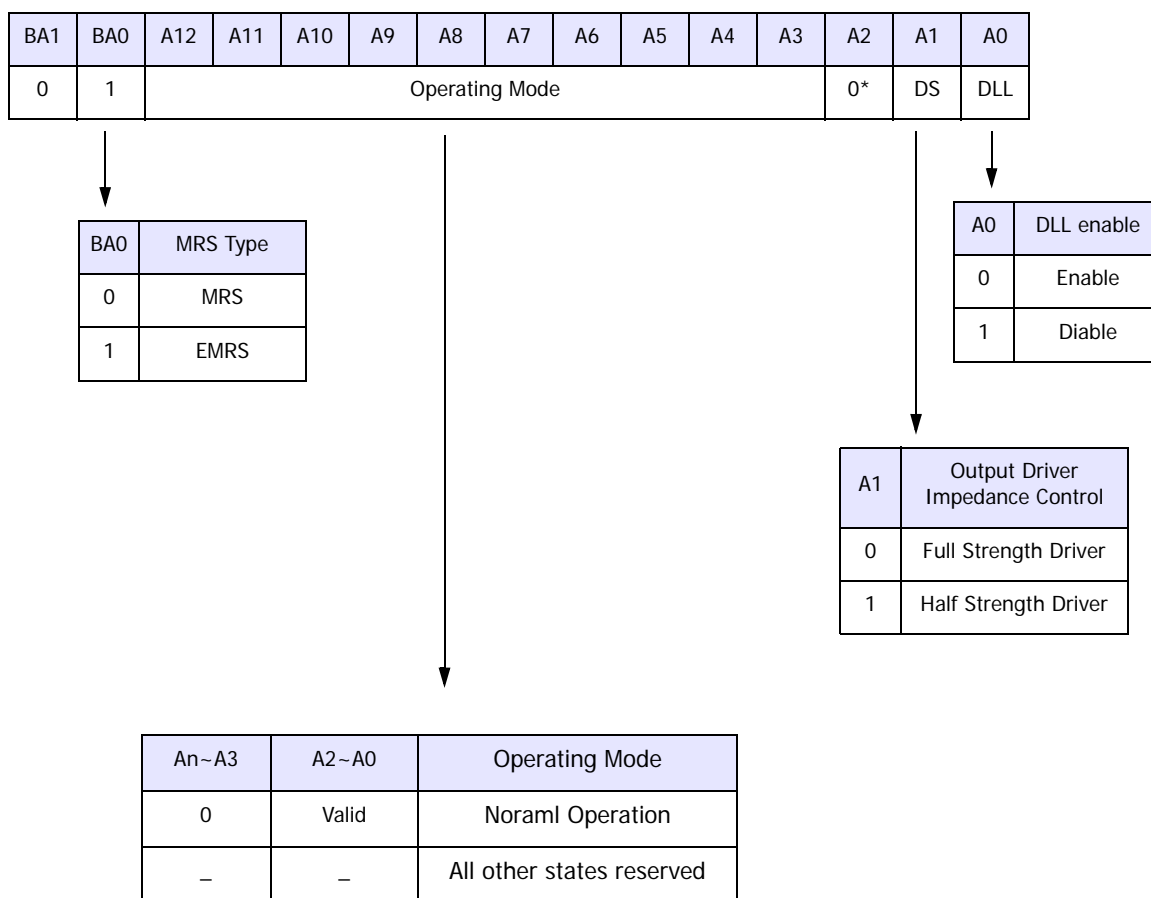 BA1 BA0 A12 A11 A10 A9 A8 A7 A6 A5 A4 A3 A2 A1 A0
0 1 Operating Mode 0* DS DLL
BA0 MRS Type
0 MRS
1 EMRS
A0 DLL enable
0 Enable
1 Diable
A1 Output Driver
Impedance Control
0 Full Strength Driver
1 Half Strength Driver
An~A3 A2~A0 Operating Mode
0 Valid Noraml Operation
_ _ All other states reserved